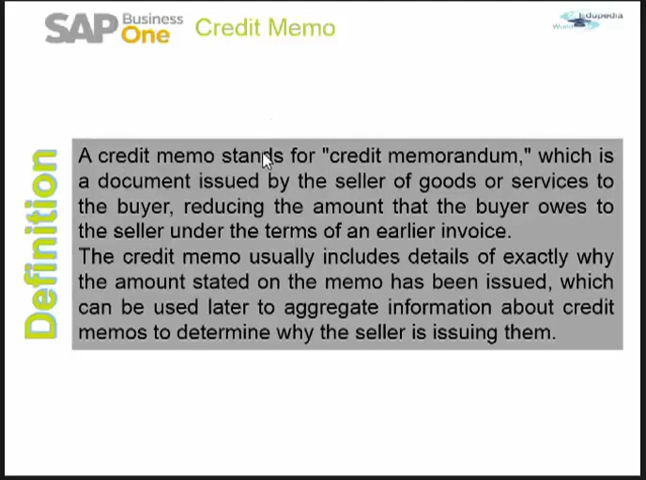 SAP Business One Credit Memo
Edupedia
World
Definition
A credit memo stands for "credit memorandum," which is
a document issued by the seller of goods or services to
the buyer, reducing the amount that the buyer owes to
the seller under the terms of an earlier invoice.
The credit memo usually includes details of exactly why
the amount stated on the memo has been issued, which
can be used later to aggregate information about credit
memos to determine why the seller is issuing them.